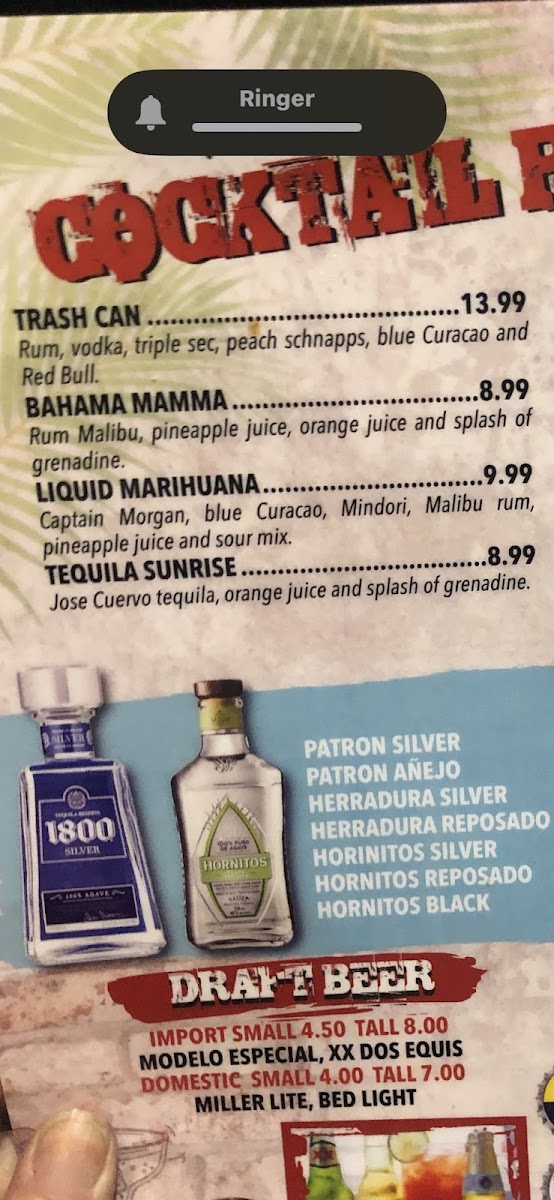 Ringer
COCKTAIL
TRASH CAN ........................................13.99
Rum, vodka, triple sec, peach schnapps, blue Curacao and
Red Bull.
BAHAMA MAMMA ................................8.99
Rum Malibu, pineapple juice, orange juice and splash of
grenadine.
LIQUID MARIHUANA............................9.99
Captain Morgan, blue Curacao, Mindori, Malibu rum,
pineapple juice and sour mix.
TEQUILA SUNRISE ................................8.99
Jose Cuervo tequila, orange juice and splash of grenadine.
SILVER
1800
SILVER
100% AGAVE
HORNITOS
SAUZA
PATRON SILVER
PATRON AÑEJO
HERRADURA SILVER
HERRADURA REPOSADO
HORINITOS SILVER
HORNITOS REPOSADO
HORNITOS BLACK
DRAFT BEER
IMPORT SMALL 4.50 TALL 8.00
MODELO ESPECIAL, XX DOS EQUIS
DOMESTIC SMALL 4.00 TALL 7.00
MILLER LITE, BED LIGHT